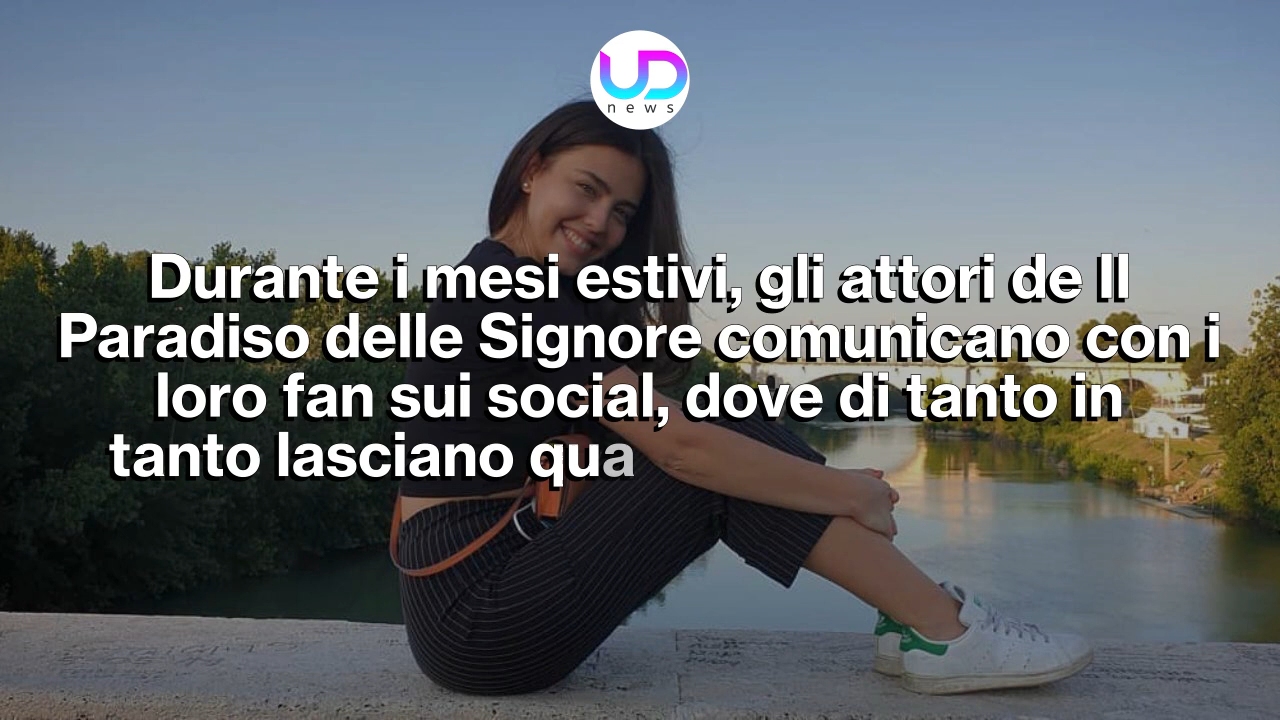 UD
news
Durante i mesi estivi, gli attori de Il
Paradiso delle Signore comunicano con i
loro fan sui social, dove di tanto in
tanto lasciano qua